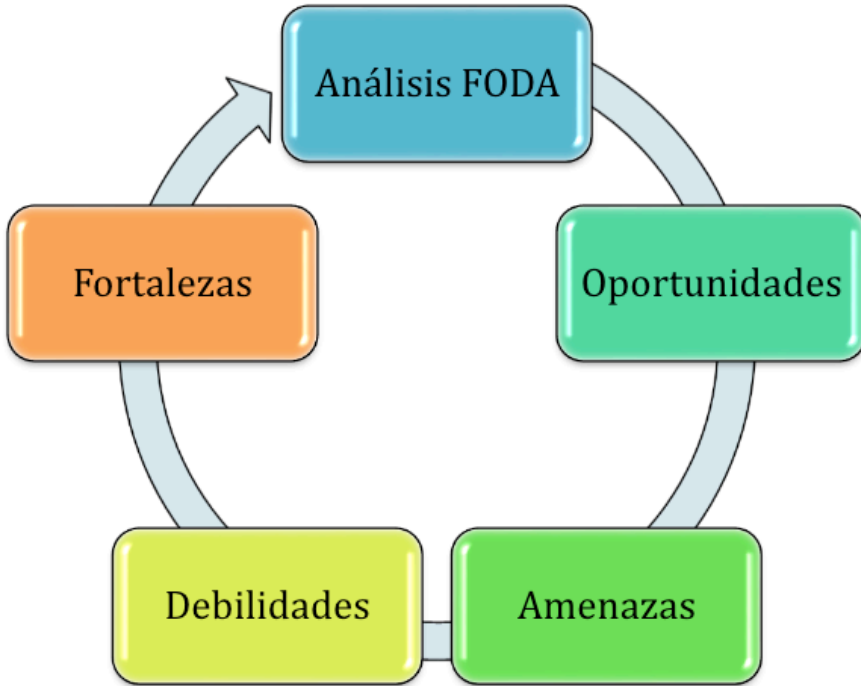 Análisis FODA
Oportunidades
Amenazas
Debilidades
Fortalezas